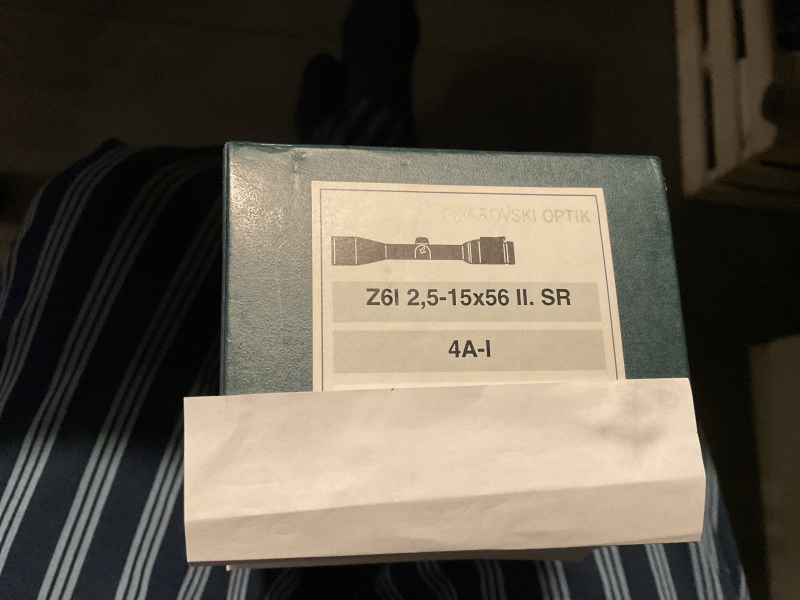 SWAROVSKI OPTIK
Z6I 2,5-15x56 II. SR
4A-I